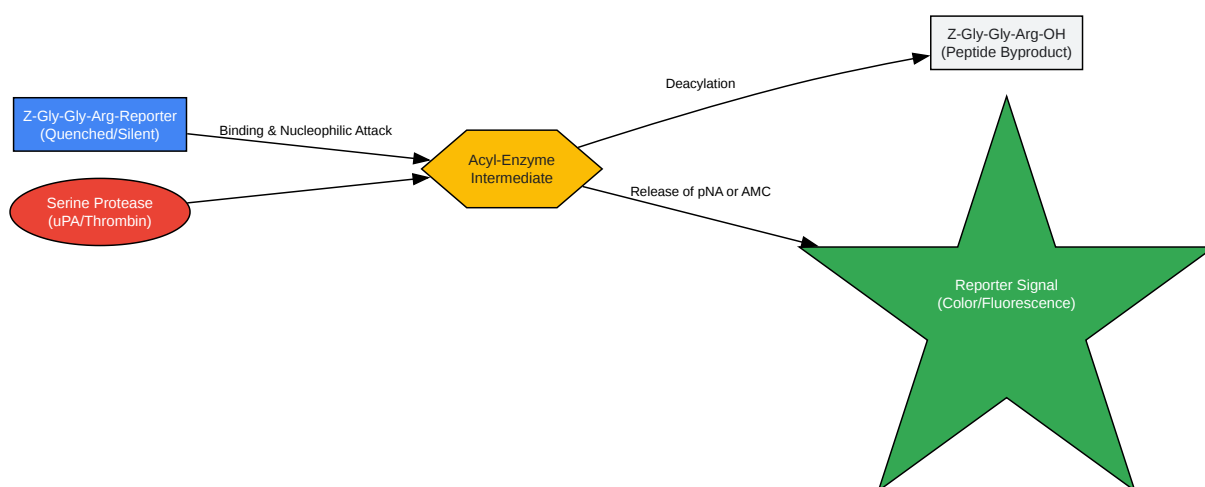 Z-Gly-Gly-Arg-Reporter
(Quenched/Silent)
Serine Protease
(uPA/Thrombin)
Binding & Nucleophilic Attack
Acyl-Enzyme
Intermediate
Deacylation
Release of pNA or AMC
Z-Gly-Gly-Arg-OH
(Peptide Byproduct)
Reporter Signal
(Color/Fluorescence)